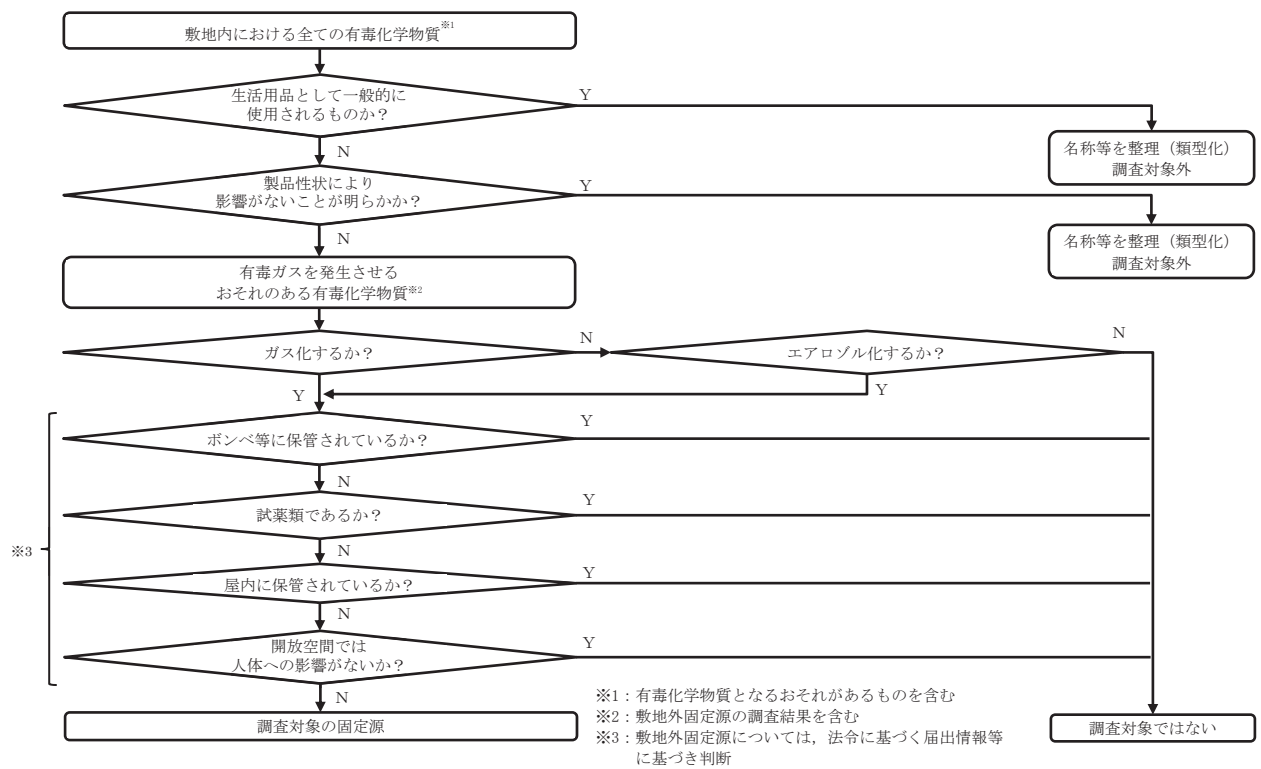 敷地内における全ての有毒化学物質※1
生活用品として一般的に
使用されるものか？
Y
名称等を整理（類型化）
調査対象外
N
製品性状により
影響がないことが明らかか？
Y
名称等を整理（類型化）
調査対象外
N
有毒ガスを発生させる
おそれのある有毒化学物質※2
ガス化するか？
N
エアロゾル化するか？
N
Y
Y
※3
ボンベ等に保管されているか？
Y
N
試薬類であるか？
Y
N
屋内に保管されているか？
Y
N
開放空間では
人体への影響がないか？
Y
N
調査対象の固定源
※1：有毒化学物質となるおそれがあるものを含む
※2：敷地外固定源の調査結果を含む
※3：敷地外固定源については，法令に基づく届出情報等
に基づき判断
調査対象ではない